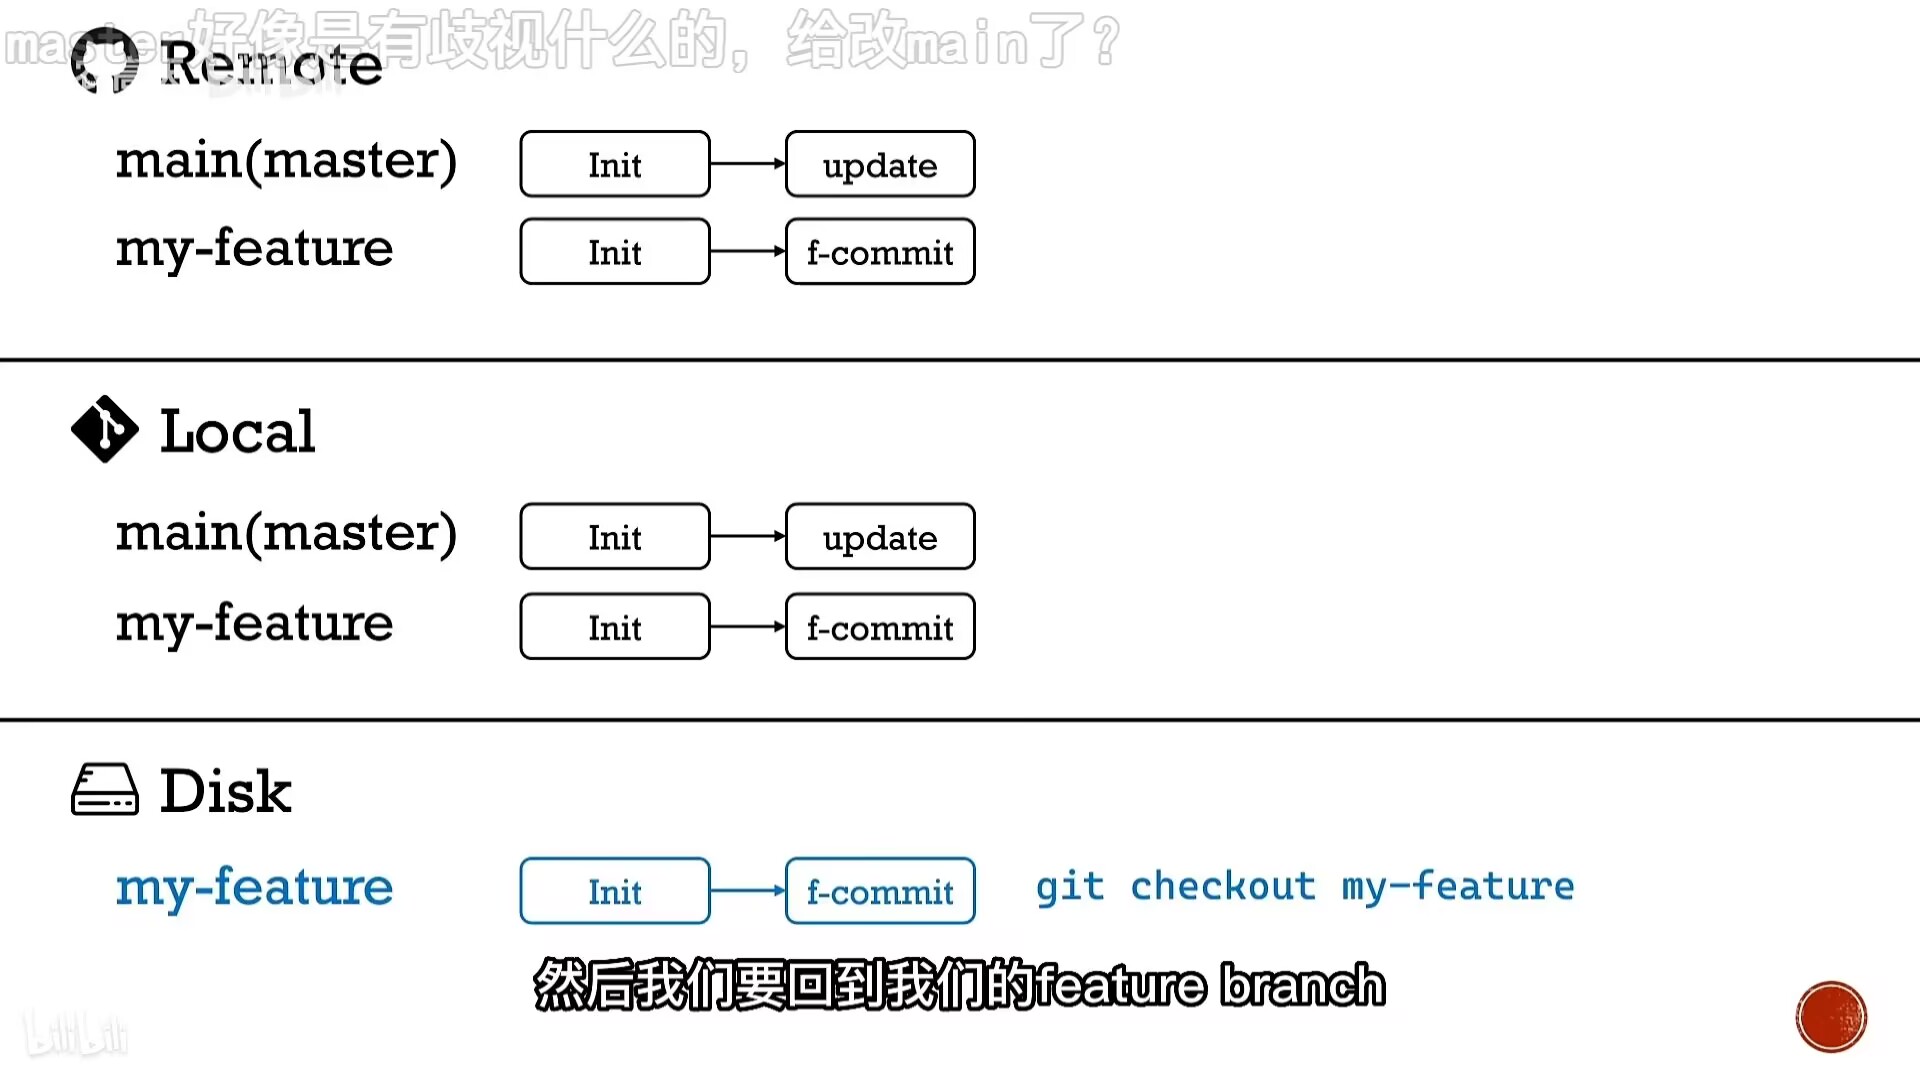 master好像是有歧视什么的，给改main了？
Remote
main(master) Init update
my-feature Init f-commit
Local
main(master) Init update
my-feature Init f-commit
Disk
my-feature Init f-commit git checkout my-feature
然后我们要回到我们的feature branch
bilibili